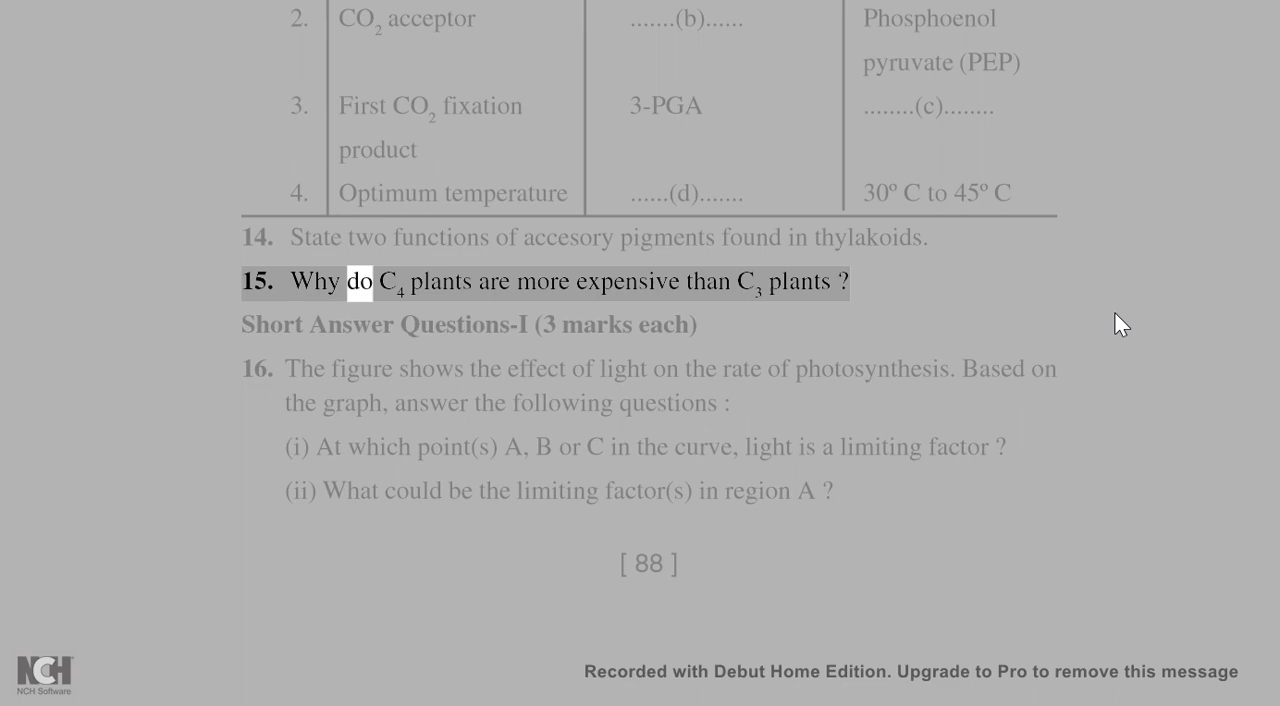 2. CO2 acceptor .......(b)...... Phosphoenol
pyruvate (PEP)
3. First CO2 fixation 3-PGA ........(c)........
product
4. Optimum temperature ......(d)....... 30º C to 45º C
14. State two functions of accesory pigments found in thylakoids.
15. Why do C4 plants are more expensive than C3 plants ?
Short Answer Questions-I (3 marks each)
16. The figure shows the effect of light on the rate of photosynthesis. Based on
the graph, answer the following questions :
(i) At which point(s) A, B or C in the curve, light is a limiting factor ?
(ii) What could be the limiting factor(s) in region A ?
[ 88 ]
NCH
NCH Software
Recorded with Debut Home Edition. Upgrade to Pro to remove this message